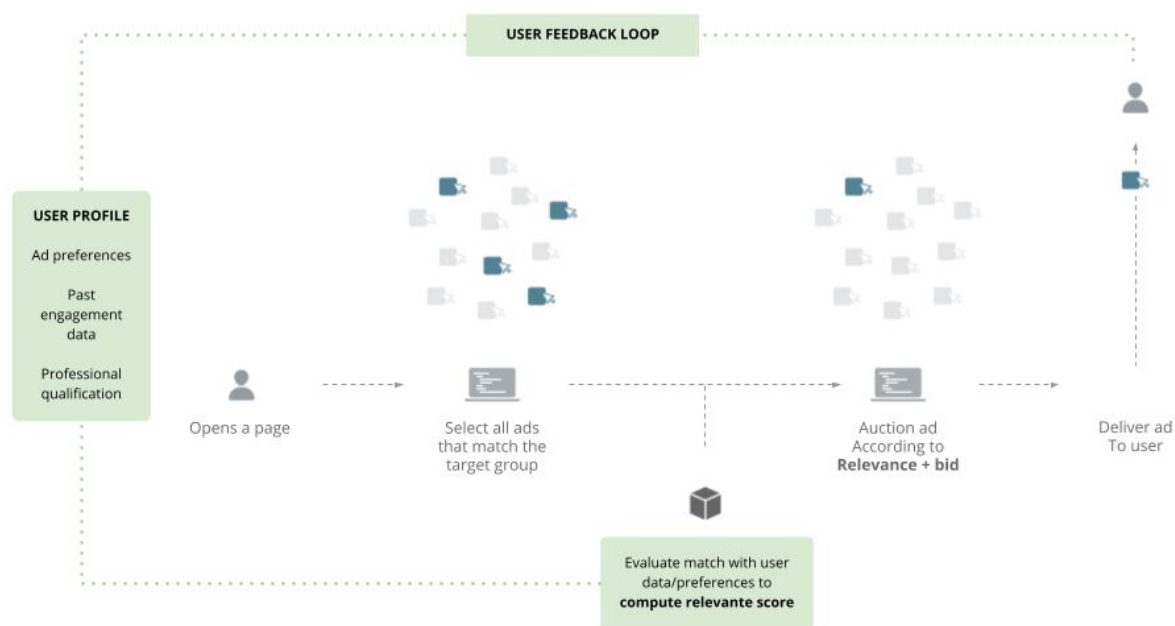 USER FEEDBACK LOOP
USER PROFILE
Ad preferences
Past
engagement
data
Professional
qualification
Opens a page
Select all ads
that match the
target group
Auction ad
According to
Relevance + bid
Deliver ad
To user
Evaluate match with user
data/preferences to
compute relevante score